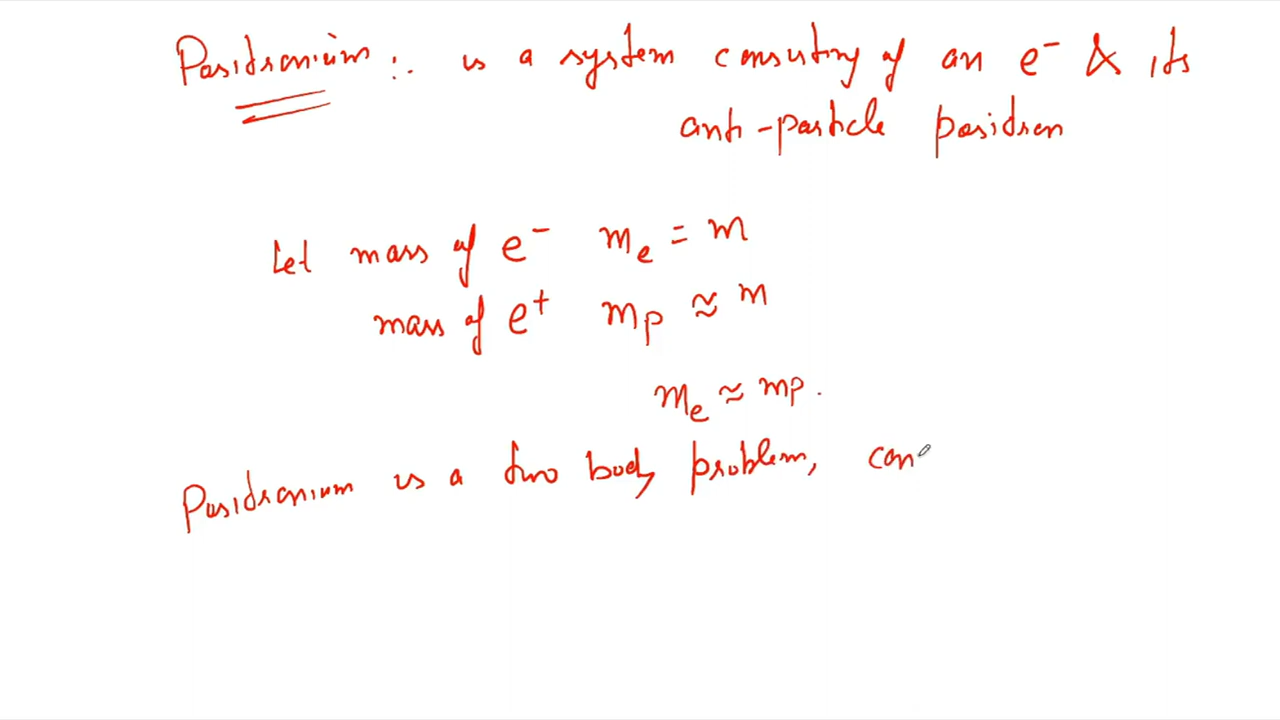 Positronium :. is a system consisting of an e⁻ & its
anti-particle positron
Let mass of e⁻ mₑ = m
mass of e⁺ mₚ ≈ m
mₑ ≈ mₚ.
Positronium is a two body problem, can